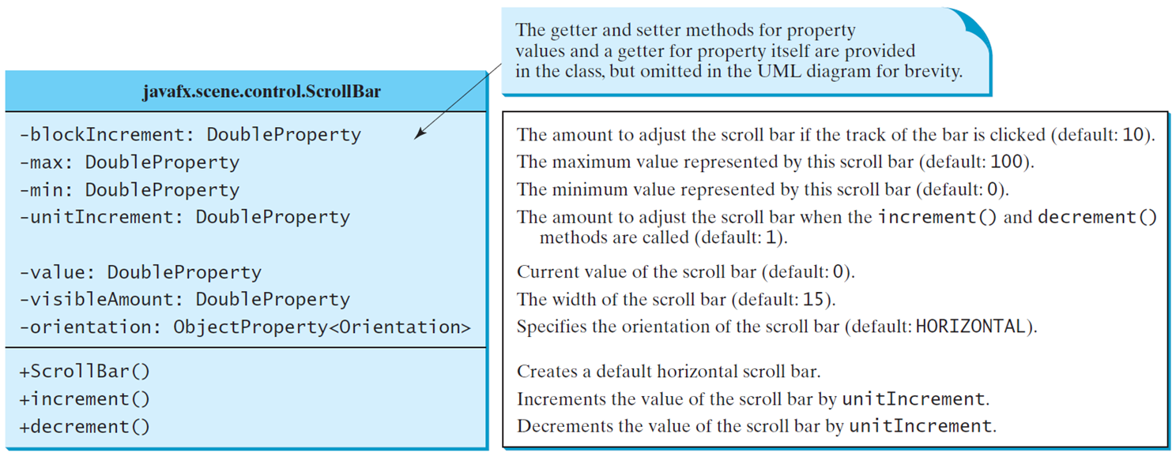 The getter and setter methods for property
values and a getter for property itself are provided
in the class, but omitted in the UML diagram for brevity.
javafx.scene.control.ScrollBar
-blockIncrement: DoubleProperty
-max: DoubleProperty
-min: DoubleProperty
-unitIncrement: DoubleProperty
-value: DoubleProperty
-visibleAmount: DoubleProperty
-orientation: ObjectProperty<Orientation>
+ScrollBar()
+increment()
+decrement()
The amount to adjust the scroll bar if the track of the bar is clicked (default: 10).
The maximum value represented by this scroll bar (default: 100).
The minimum value represented by this scroll bar (default: 0).
The amount to adjust the scroll bar when the increment() and decrement()
methods are called (default: 1).
Current value of the scroll bar (default: 0).
The width of the scroll bar (default: 15).
Specifies the orientation of the scroll bar (default: HORIZONTAL).
Creates a default horizontal scroll bar.
Increments the value of the scroll bar by unitIncrement.
Decrements the value of the scroll bar by unitIncrement.